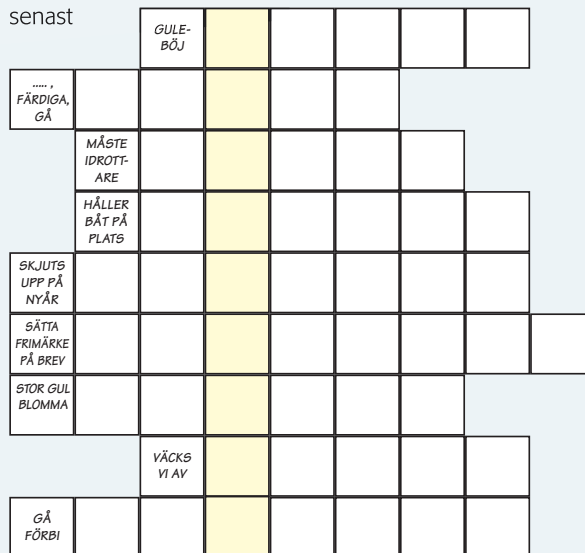 senast
GULE-
BÖJ
..... ,
FÄRDIGA,
GÅ
MÅSTE
IDROTT-
ARE
HÅLLER
BÅT PÅ
PLATS
SKJUTS
UPP PÅ
NYÅR
SÄTTA
FRIMÄRKE
PÅ BREV
STOR GUL
BLOMMA
VÄCKS
VI AV
GÅ
FÖRBI